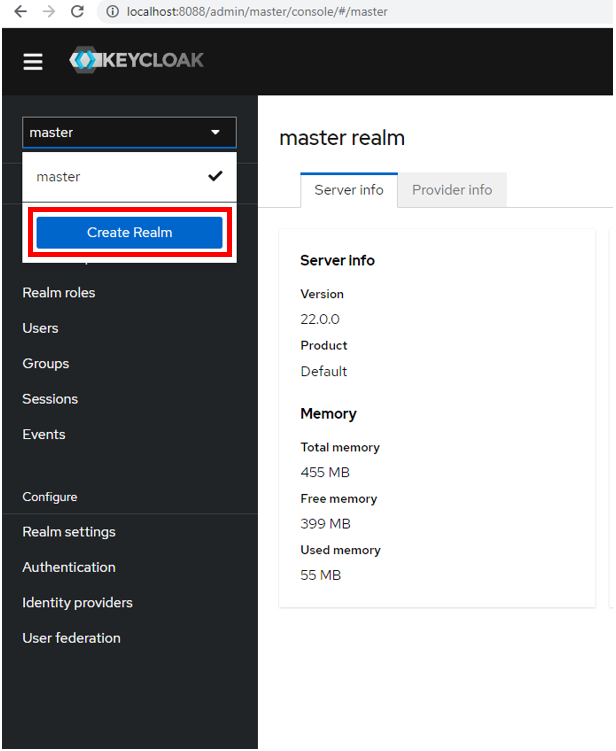 localhost:8088/admin/master/console/#/master
KEYCLOAK
master
master
Create Realm
Realm roles
Users
Groups
Sessions
Events
Configure
Realm settings
Authentication
Identity providers
User federation
master realm
Server info Provider info
Server info
Version
22.0.0
Product
Default
Memory
Total memory
455 MB
Free memory
399 MB
Used memory
55 MB